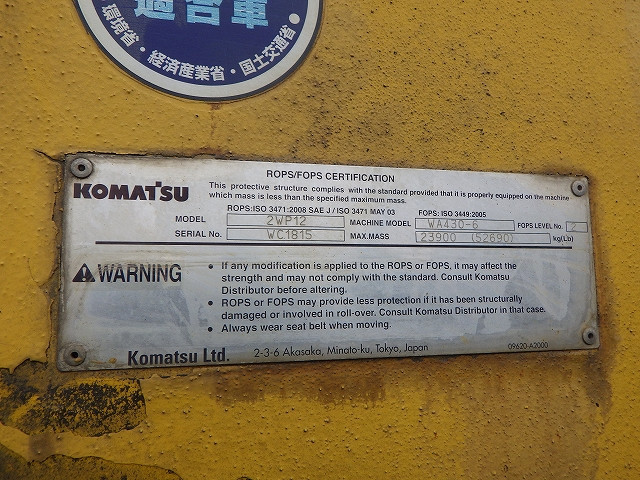 適合車
環境省・経済産業省・国土交通省
ROPS/FOPS CERTIFICATION
KOMATSU
This protective structure complies with the standard provided that it is properly equipped on the machine
which mass is less than the specified maximum mass.
ROPS:ISO 3471:2008 SAE J / ISO 3471 MAY 03 FOPS: ISO 3449:2005
MODEL 2WP12 MACHINE MODEL WA430-6 FOPS LEVEL No. 2
SERIAL No. WC1815 MAX.MASS 23900 (52690) kg(Lb)
WARNING
• If any modification is applied to the ROPS or FOPS, it may affect the
strength and may not comply with the standard. Consult Komatsu
Distributor before altering.
• ROPS or FOPS may provide less protection if it has been structurally
damaged or involved in roll-over. Consult Komatsu Distributor in that case.
• Always wear seat belt when moving.
Komatsu Ltd. 2-3-6 Akasaka, Minato-ku, Tokyo, Japan 09620-A2000